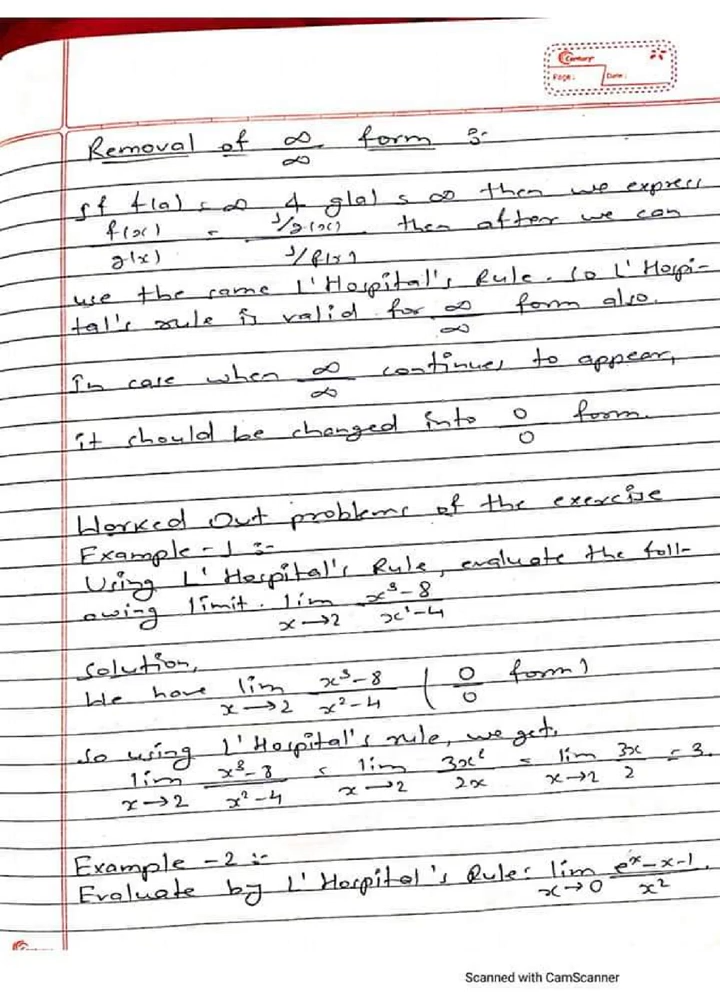 Century
Page: Date:
Removal of ∞/∞ form :-
If f(a) = ∞ & g(a) = ∞ then we express
f(x)/g(x) = (1/g(x))/(1/f(x)) then after we can
use the same L'Hospital's Rule. So L'Hospi-
tal's rule is valid for ∞/∞ form also.
In case when ∞/∞ continues to appear,
it should be changed into 0/0 form.
Worked Out problems of the exercise
Example - 1 :-
Using L'Hospital's Rule, evaluate the foll-
owing limit. lim x→2 (x³-8)/(x²-4)
Solution,
We have lim x→2 (x³-8)/(x²-4) (0/0 form)
So using L'Hospital's rule, we get,
lim x→2 (x³-8)/(x²-4) = lim x→2 3x²/2x = lim x→2 3x/2 = 3.
Example - 2 :-
Evaluate by L'Hospital's Rule: lim x→0 (eˣ-x-1)/x².
Scanned with CamScanner